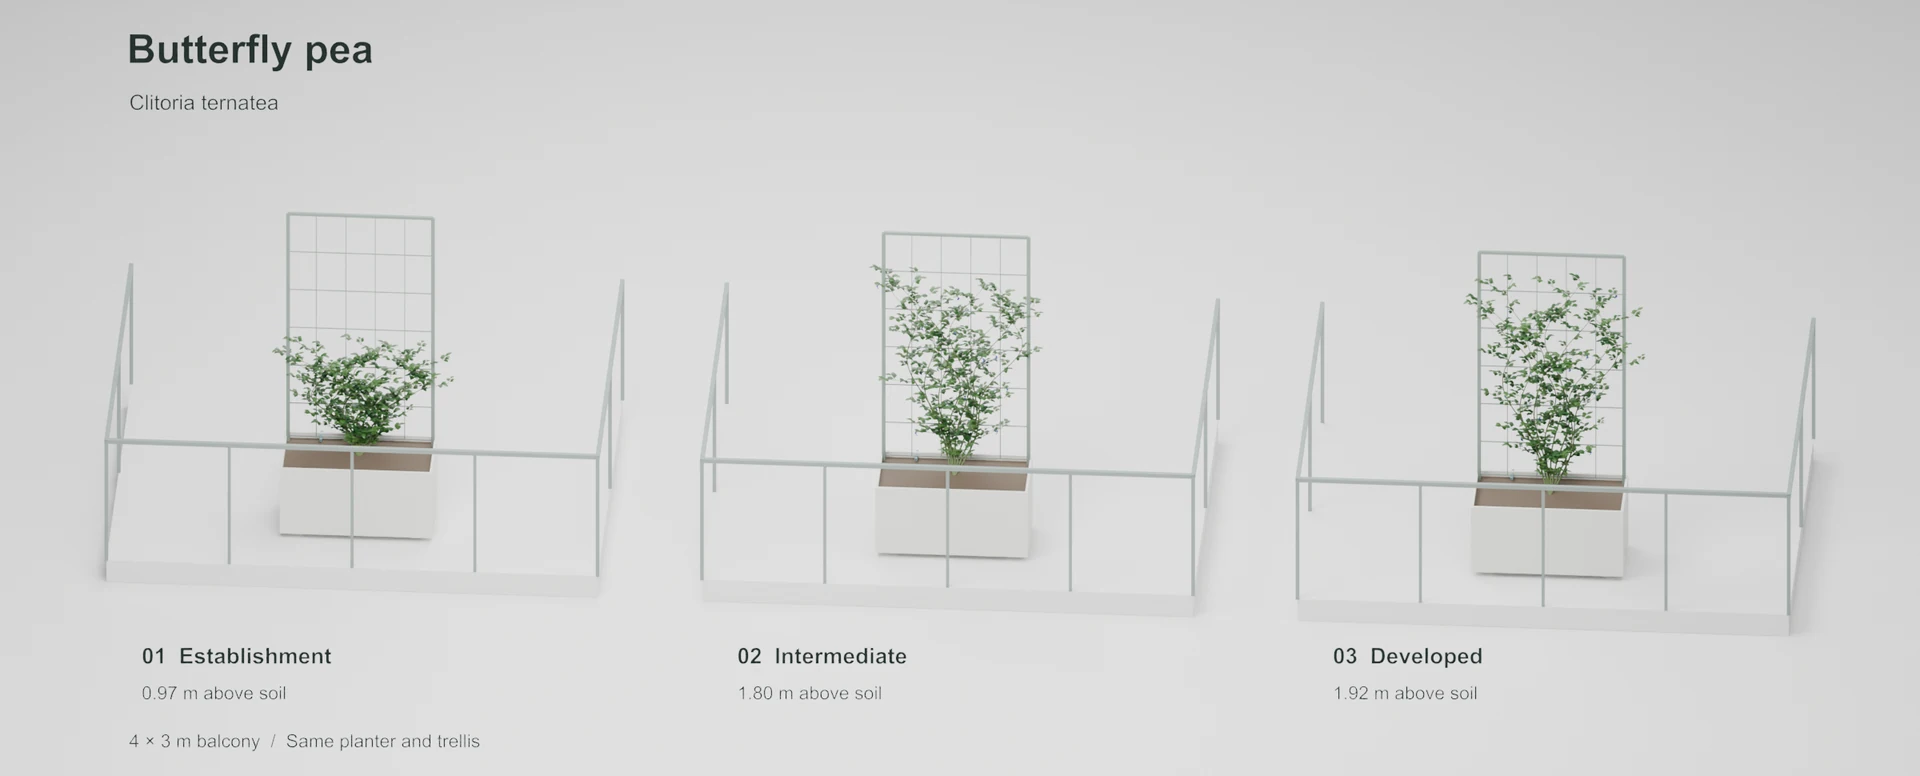 Butterfly pea
Clitoria ternatea
01 Establishment
0.97 m above soil
02 Intermediate
1.80 m above soil
03 Developed
1.92 m above soil
4 × 3 m balcony / Same planter and trellis